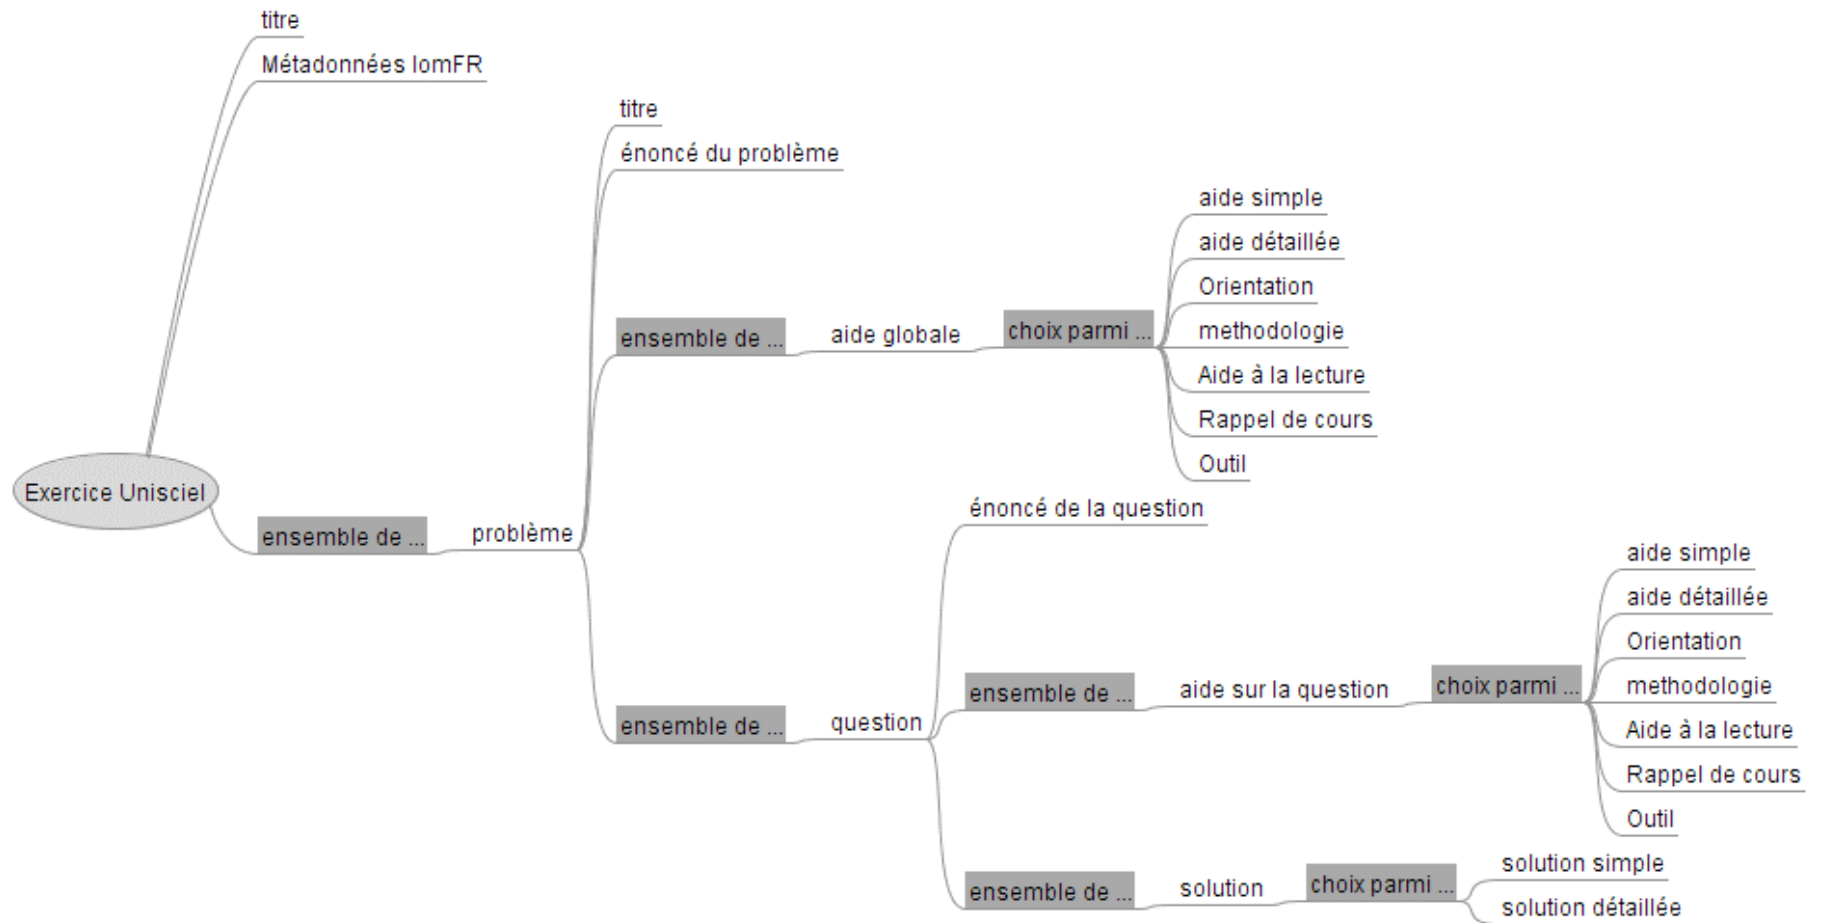 titre
Métadonnées lomFR
titre
énoncé du problème
aide simple
aide détaillée
Orientation
ensemble de ... aide globale choix parmi ... methodologie
Aide à la lecture
Rappel de cours
Outil
Exercice Unisciel
ensemble de ... problème
énoncé de la question
aide simple
aide détaillée
Orientation
ensemble de ... aide sur la question choix parmi ... methodologie
ensemble de ... question
Aide à la lecture
Rappel de cours
Outil
solution simple
ensemble de ... solution choix parmi ...
solution détaillée